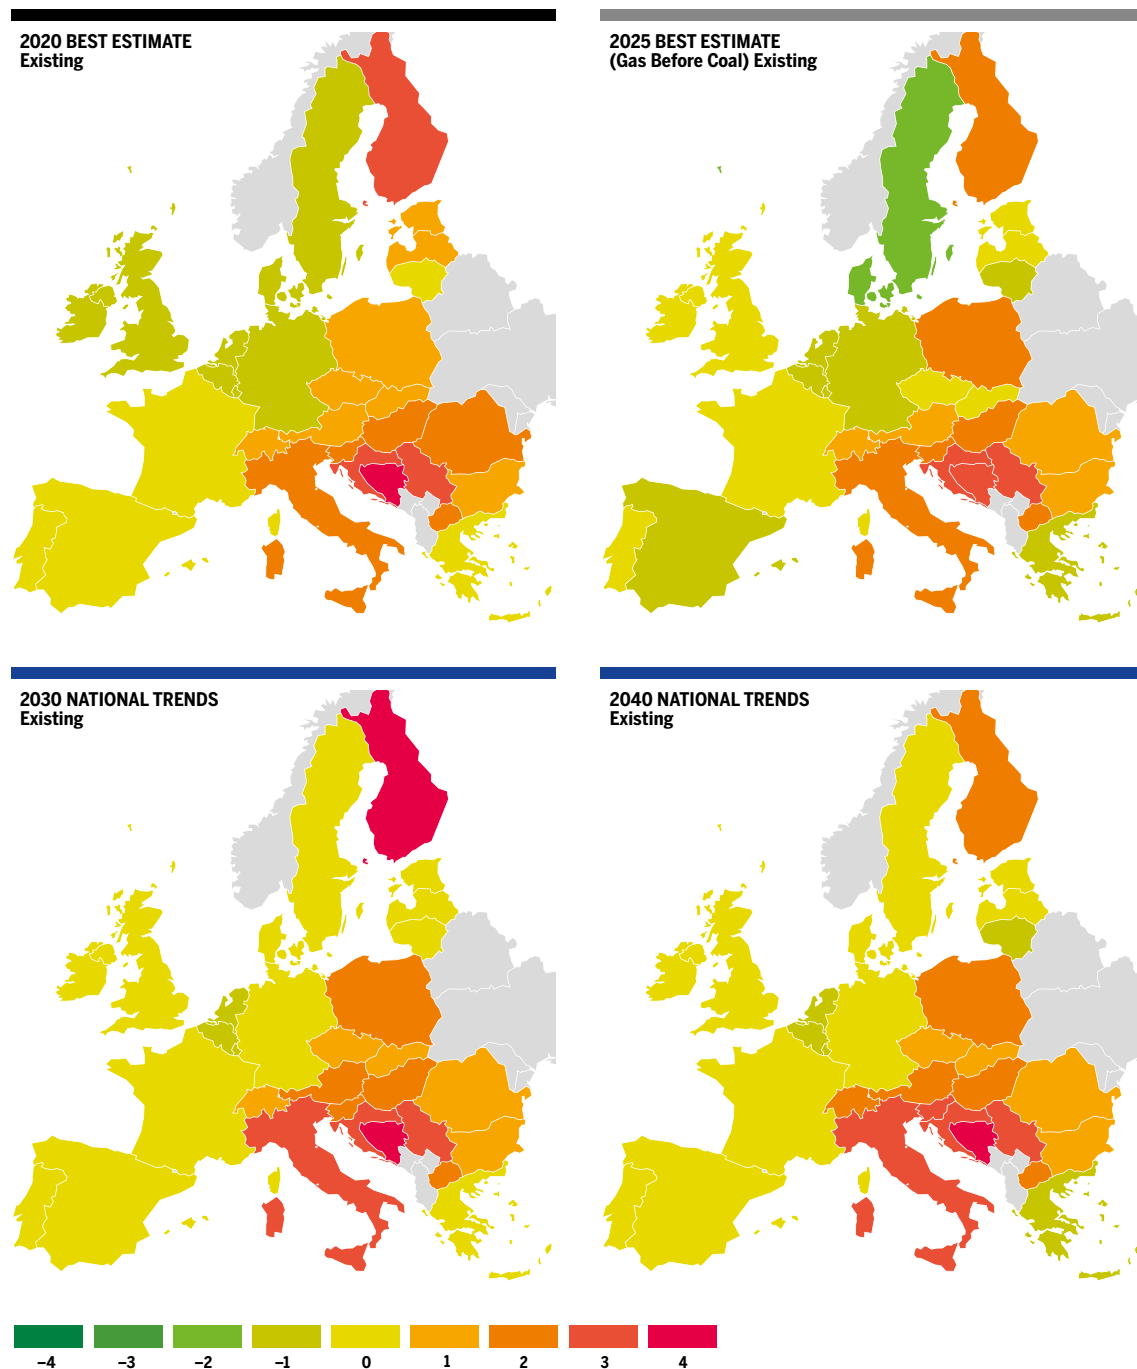 2020 BEST ESTIMATE
Existing
2025 BEST ESTIMATE
(Gas Before Coal) Existing
2030 NATIONAL TRENDS
Existing
2040 NATIONAL TRENDS
Existing
–4 –3 –2 –1 0 1 2 3 4